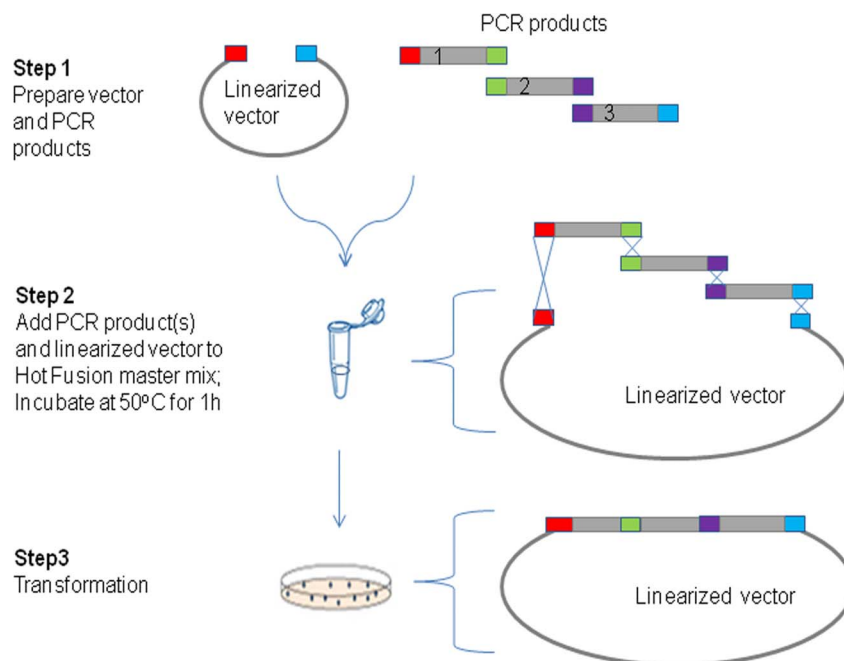 PCR products
Step 1
Prepare vector
and PCR
products
Linearized
vector
1
2
3
Step 2
Add PCR product(s)
and linearized vector to
Hot Fusion master mix;
Incubate at 50ºC for 1h
Linearized vector
Step3
Transformation
Linearized vector